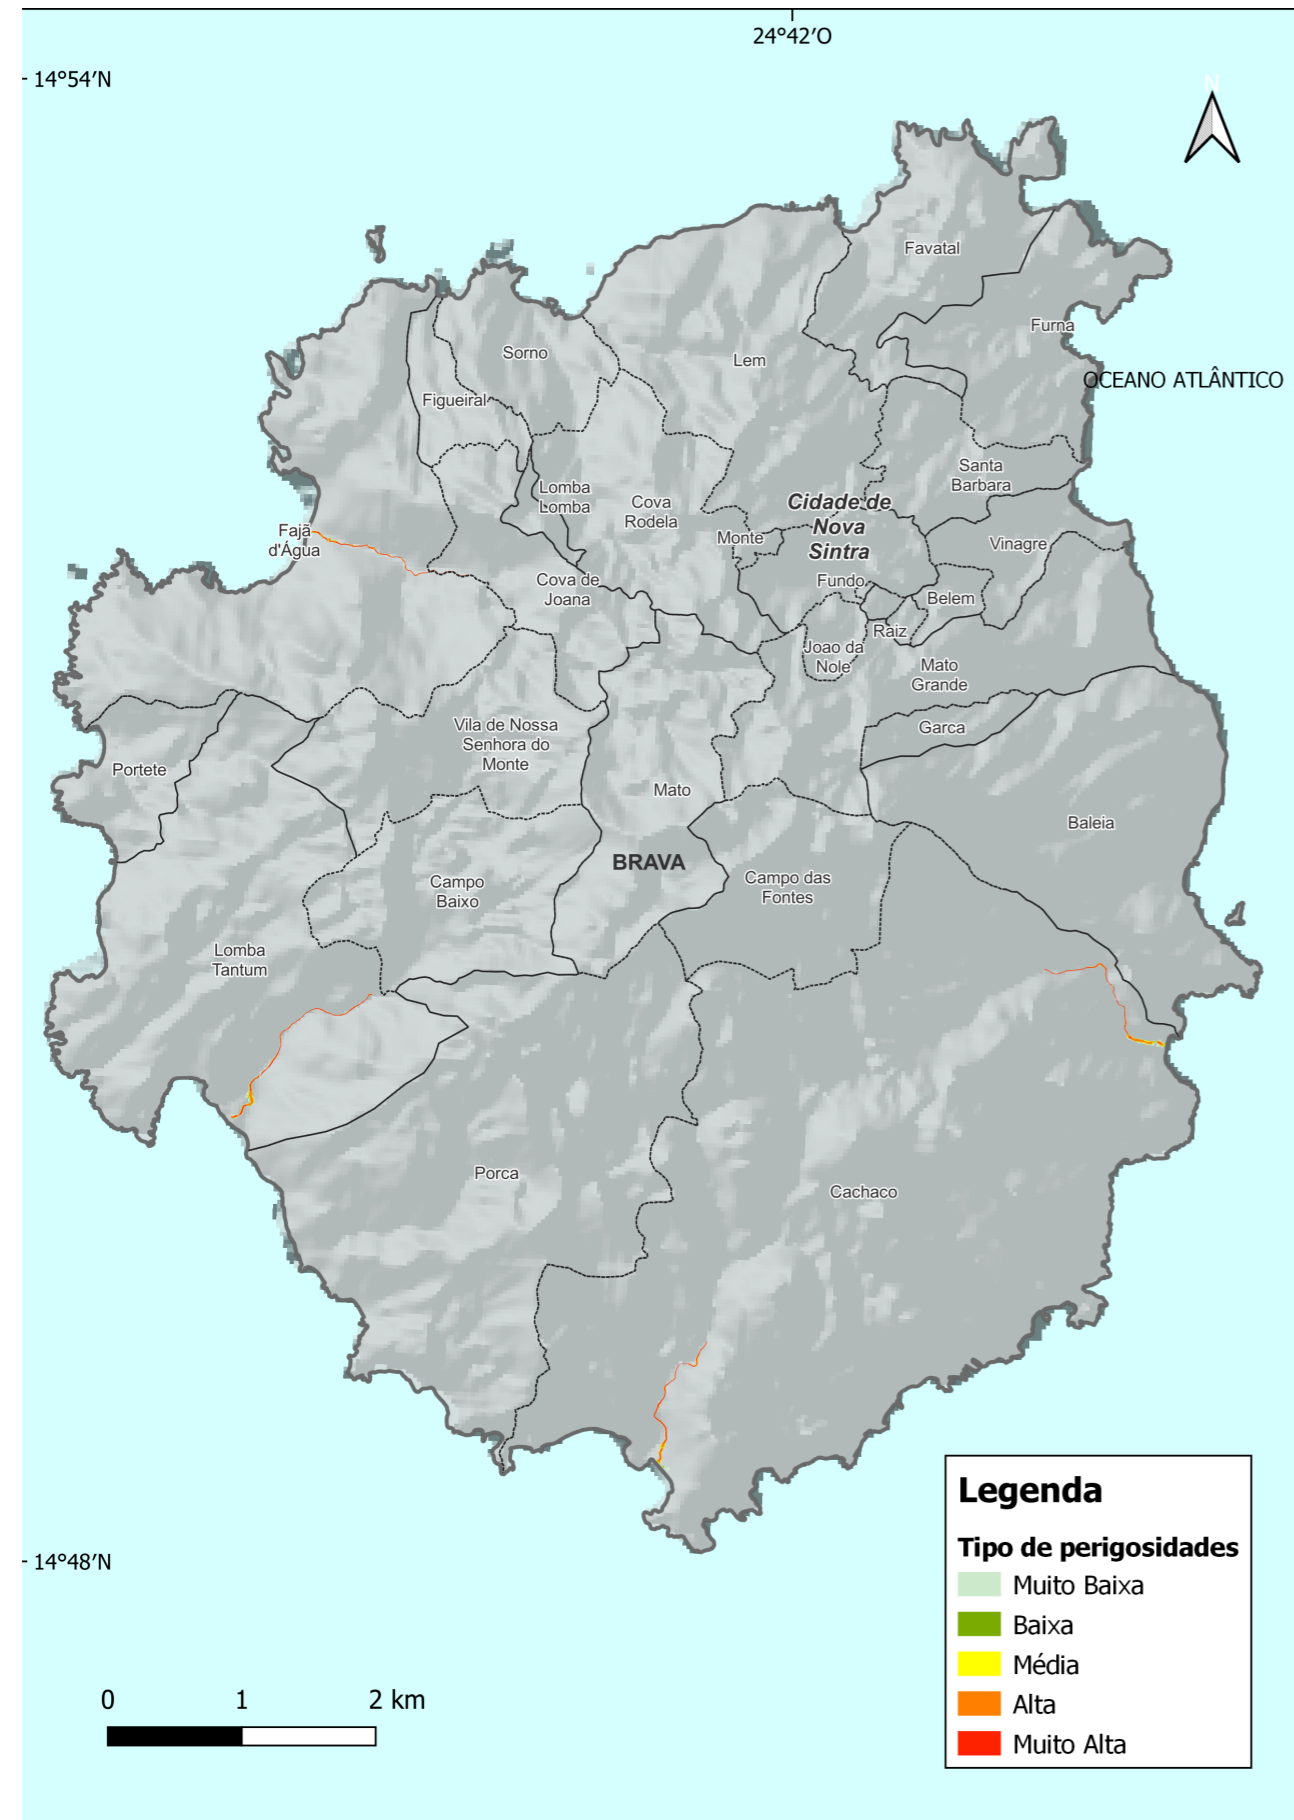 24°42′O
14°54′N
N
Favatal
Furna
Sorno
Lem
OCEANO ATLÂNTICO
Figueiral
Santa
Barbara
Lomba
Lomba
Cova
Rodela
Cidade de
Nova
Sintra
Monte
Fajã
d'Água
Vinagre
Cova de
Joana
Fundo
Belem
Raiz
Joao da
Nole
Mato
Grande
Garca
Vila de Nossa
Senhora do
Monte
Portete
Mato
Baleia
BRAVA
Campo
Baixo
Campo das
Fontes
Lomba
Tantum
Porca
Cachaco
14°48′N
Legenda
Tipo de perigosidades
Muito Baixa
Baixa
Média
Alta
Muito Alta
0 1 2 km